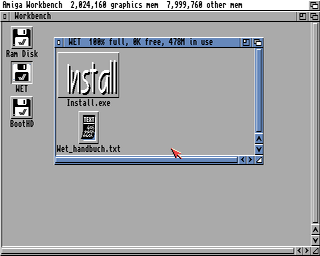 Amiga Workbench 2,024,160 graphics mem 7,999,760 other mem
Workbench
Ram Disk
WET
BootHD
WET 100% full, 0K free, 478M in use
Install
Install.exe
TEXT
Wet_handbuch.txt